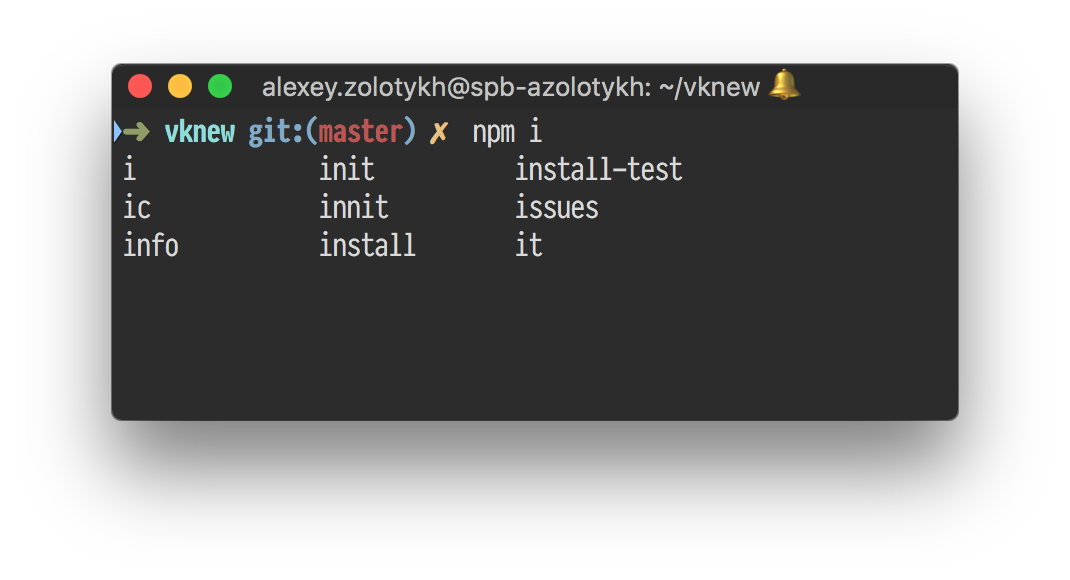 alexey.zolotykh@spb-azolotykh: ~/vknew 🔔
➜ vknew git:(master) ✗ npm i
i init install-test
ic innit issues
info install it